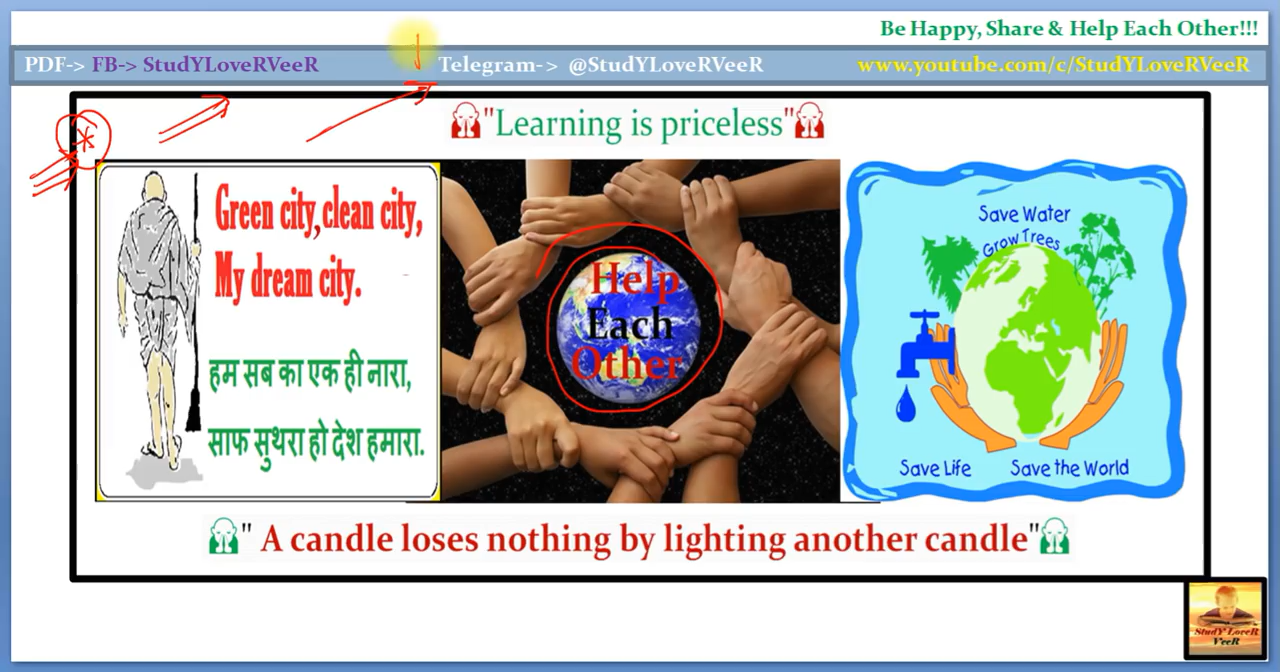 Be Happy, Share & Help Each Other!!!
PDF-> FB-> StudYLoveRVeeR Telegram-> @StudYLoveRVeeR www.youtube.com/c/StudYLoveRVeeR
"Learning is priceless"
Green city, clean city,
My dream city.
हम सब का एक ही नारा,
साफ सुथरा हो देश हमारा.
Help
Each
Other
Save Water
Grow Trees
Save Life Save the World
" A candle loses nothing by lighting another candle"
StudY LoveR
VeeR